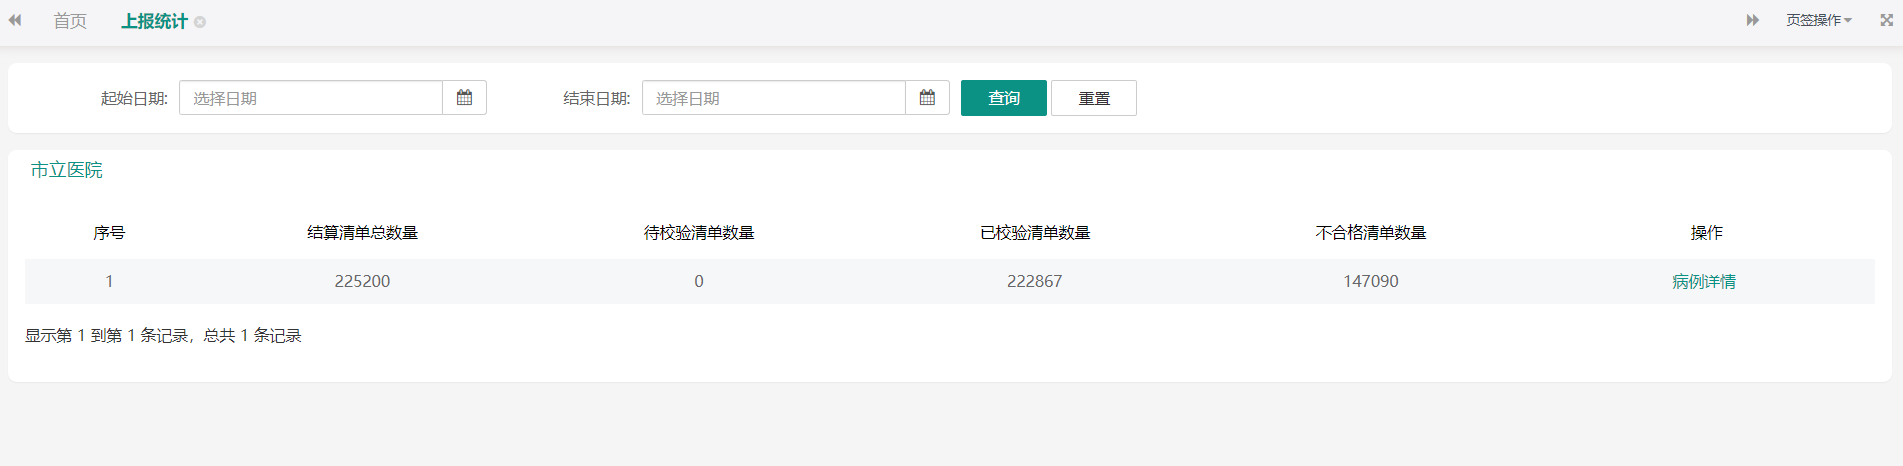 首页 上报统计 页签操作
起始日期: 选择日期 结束日期: 选择日期 查询 重置
市立医院
序号 结算清单总数量 待校验清单数量 已校验清单数量 不合格清单数量 操作
1 225200 0 222867 147090 病例详情
显示第 1 到第 1 条记录，总共 1 条记录